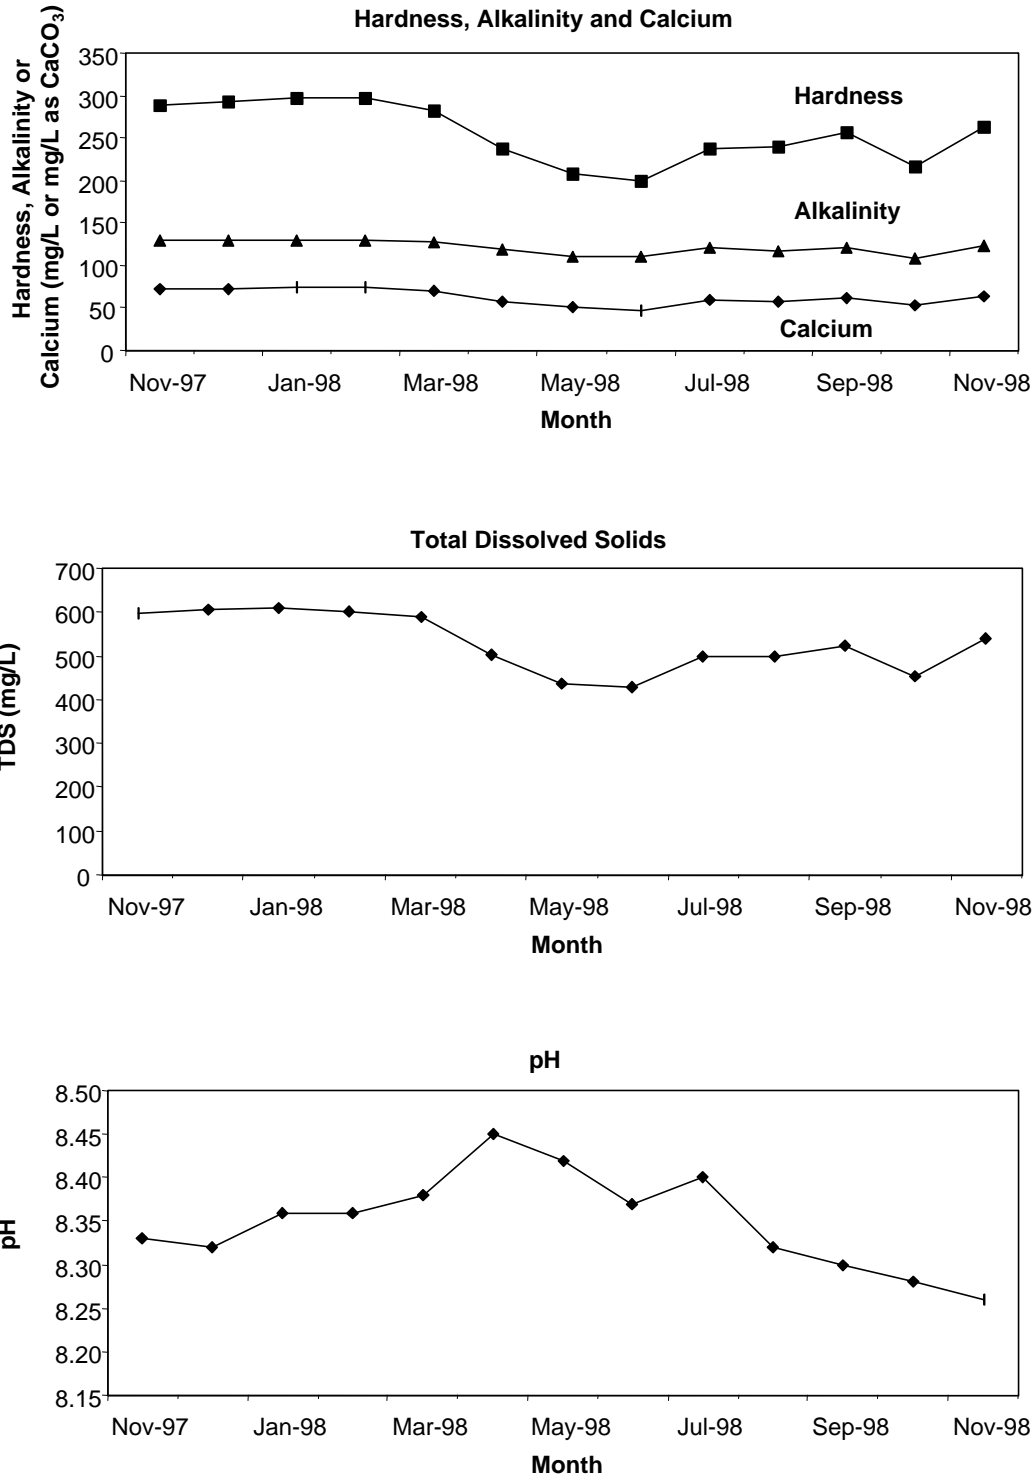 Hardness, Alkalinity and Calcium
Hardness, Alkalinity or
Calcium (mg/L or mg/L as CaCO₃)
350
300
250
200
150
100
50
0
Hardness
Alkalinity
Calcium
Nov-97 Jan-98 Mar-98 May-98 Jul-98 Sep-98 Nov-98
Month
Total Dissolved Solids
TDS (mg/L)
700
600
500
400
300
200
100
0
Nov-97 Jan-98 Mar-98 May-98 Jul-98 Sep-98 Nov-98
Month
pH
pH
8.50
8.45
8.40
8.35
8.30
8.25
8.20
8.15
Nov-97 Jan-98 Mar-98 May-98 Jul-98 Sep-98 Nov-98
Month